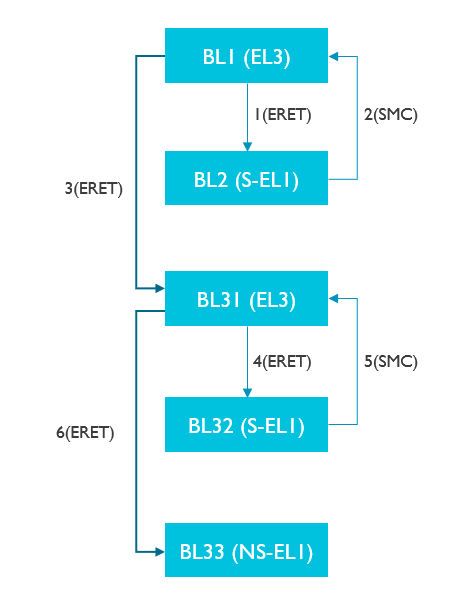 BL1 (EL3)
1(ERET)
2(SMC)
BL2 (S-EL1)
3(ERET)
BL31 (EL3)
4(ERET)
5(SMC)
BL32 (S-EL1)
6(ERET)
BL33 (NS-EL1)